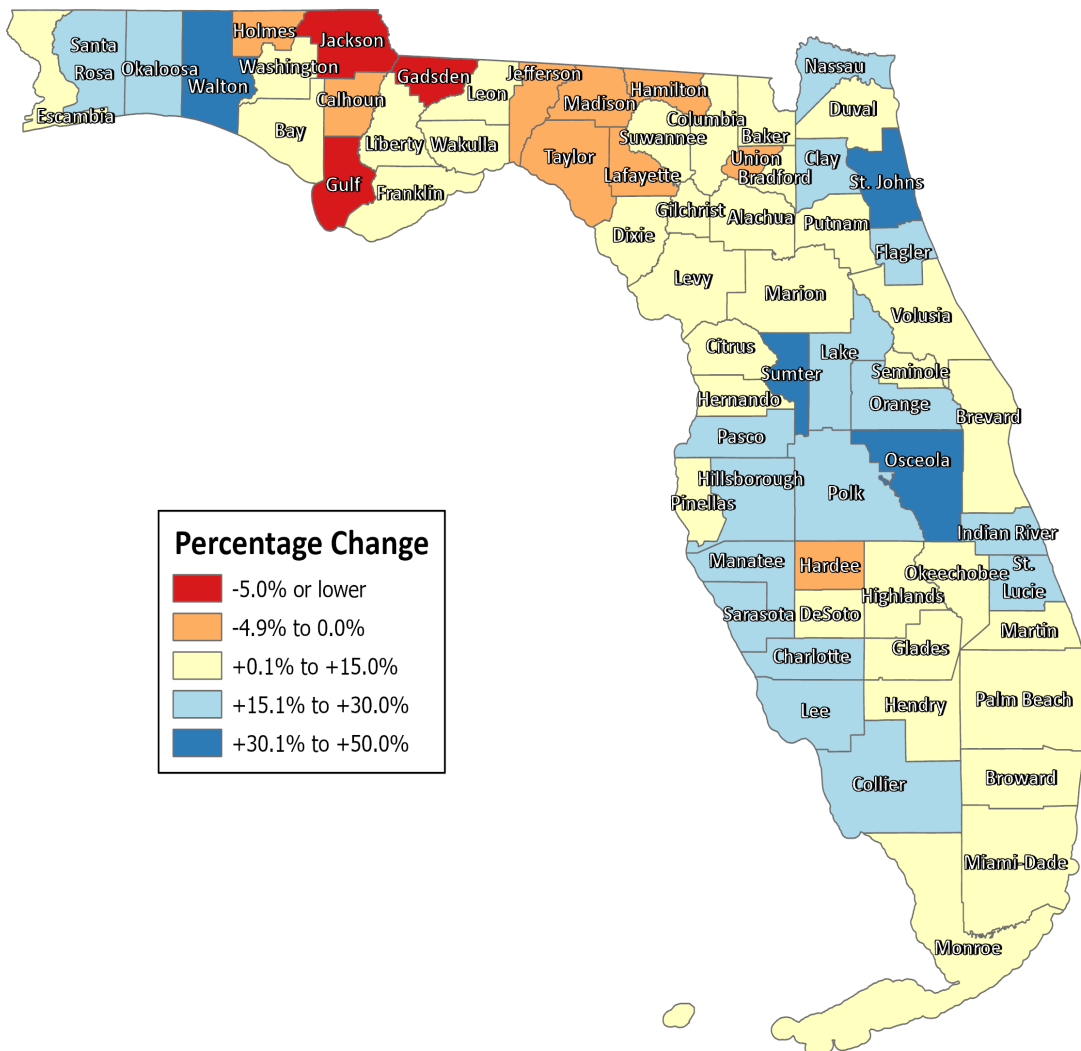 Holmes
Jackson
Santa
Rosa
Okaloosa
Walton
Washington
Escambia
Bay
Calhoun
Gulf
Gadsden
Leon
Liberty
Wakulla
Franklin
Jefferson
Madison
Hamilton
Taylor
Lafayette
Suwannee
Columbia
Baker
Union
Bradford
Nassau
Duval
Clay
St. Johns
Gilchrist
Alachua
Putnam
Dixie
Flagler
Levy
Marion
Volusia
Citrus
Sumter
Lake
Seminole
Hernando
Orange
Brevard
Pasco
Osceola
Hillsborough
Pinellas
Polk
Indian River
Manatee
Hardee
Okeechobee
St.
Lucie
Highlands
Sarasota
DeSoto
Martin
Charlotte
Glades
Lee
Hendry
Palm Beach
Collier
Broward
Miami-Dade
Monroe
Percentage Change
-5.0% or lower
-4.9% to 0.0%
+0.1% to +15.0%
+15.1% to +30.0%
+30.1% to +50.0%